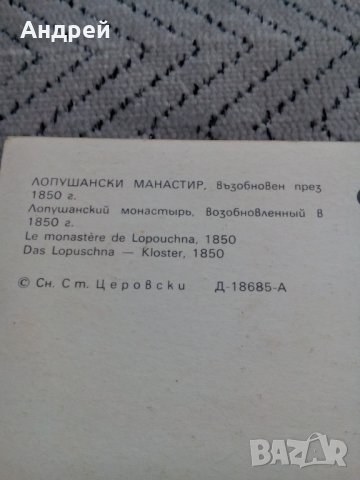 Андрей
ЛОПУШАНСКИ МАНАСТИР, възобновен през
1850 г.
Лопушанский монастырь, возобновленный в
1850 г.
Le monastère de Lopouchna, 1850
Das Lopuschna — Kloster, 1850
© Сн. Ст. Церовски Д-18685-А
BAZAR